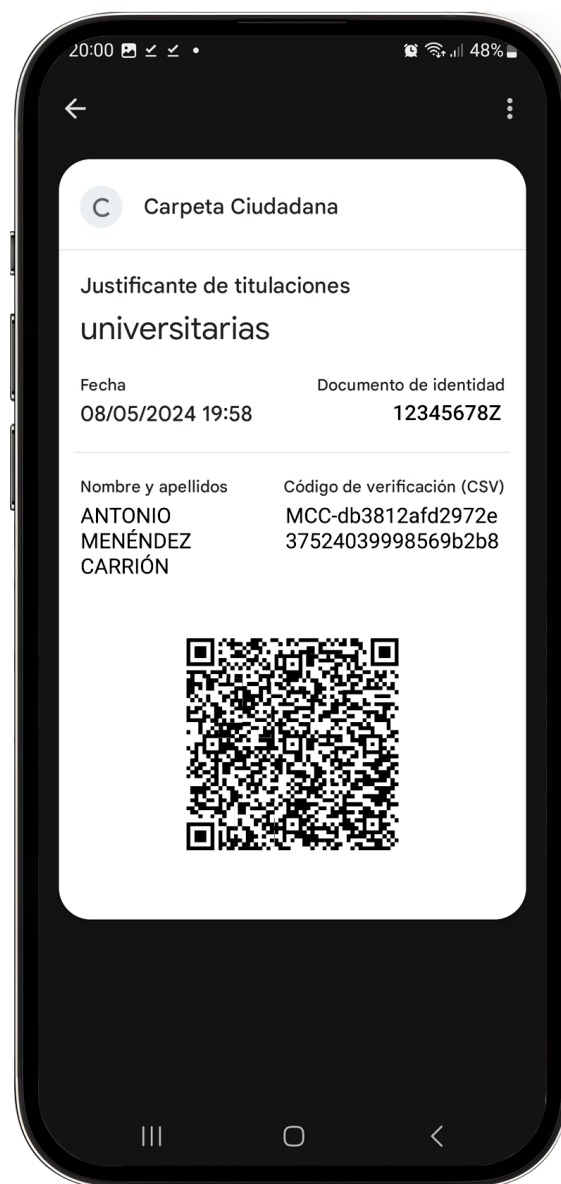 20:00
48%
C Carpeta Ciudadana
Justificante de titulaciones
universitarias
Fecha Documento de identidad
08/05/2024 19:58 12345678Z
Nombre y apellidos Código de verificación (CSV)
ANTONIO MCC-db3812afd2972e
MENÉNDEZ 37524039998569b2b8
CARRIÓN